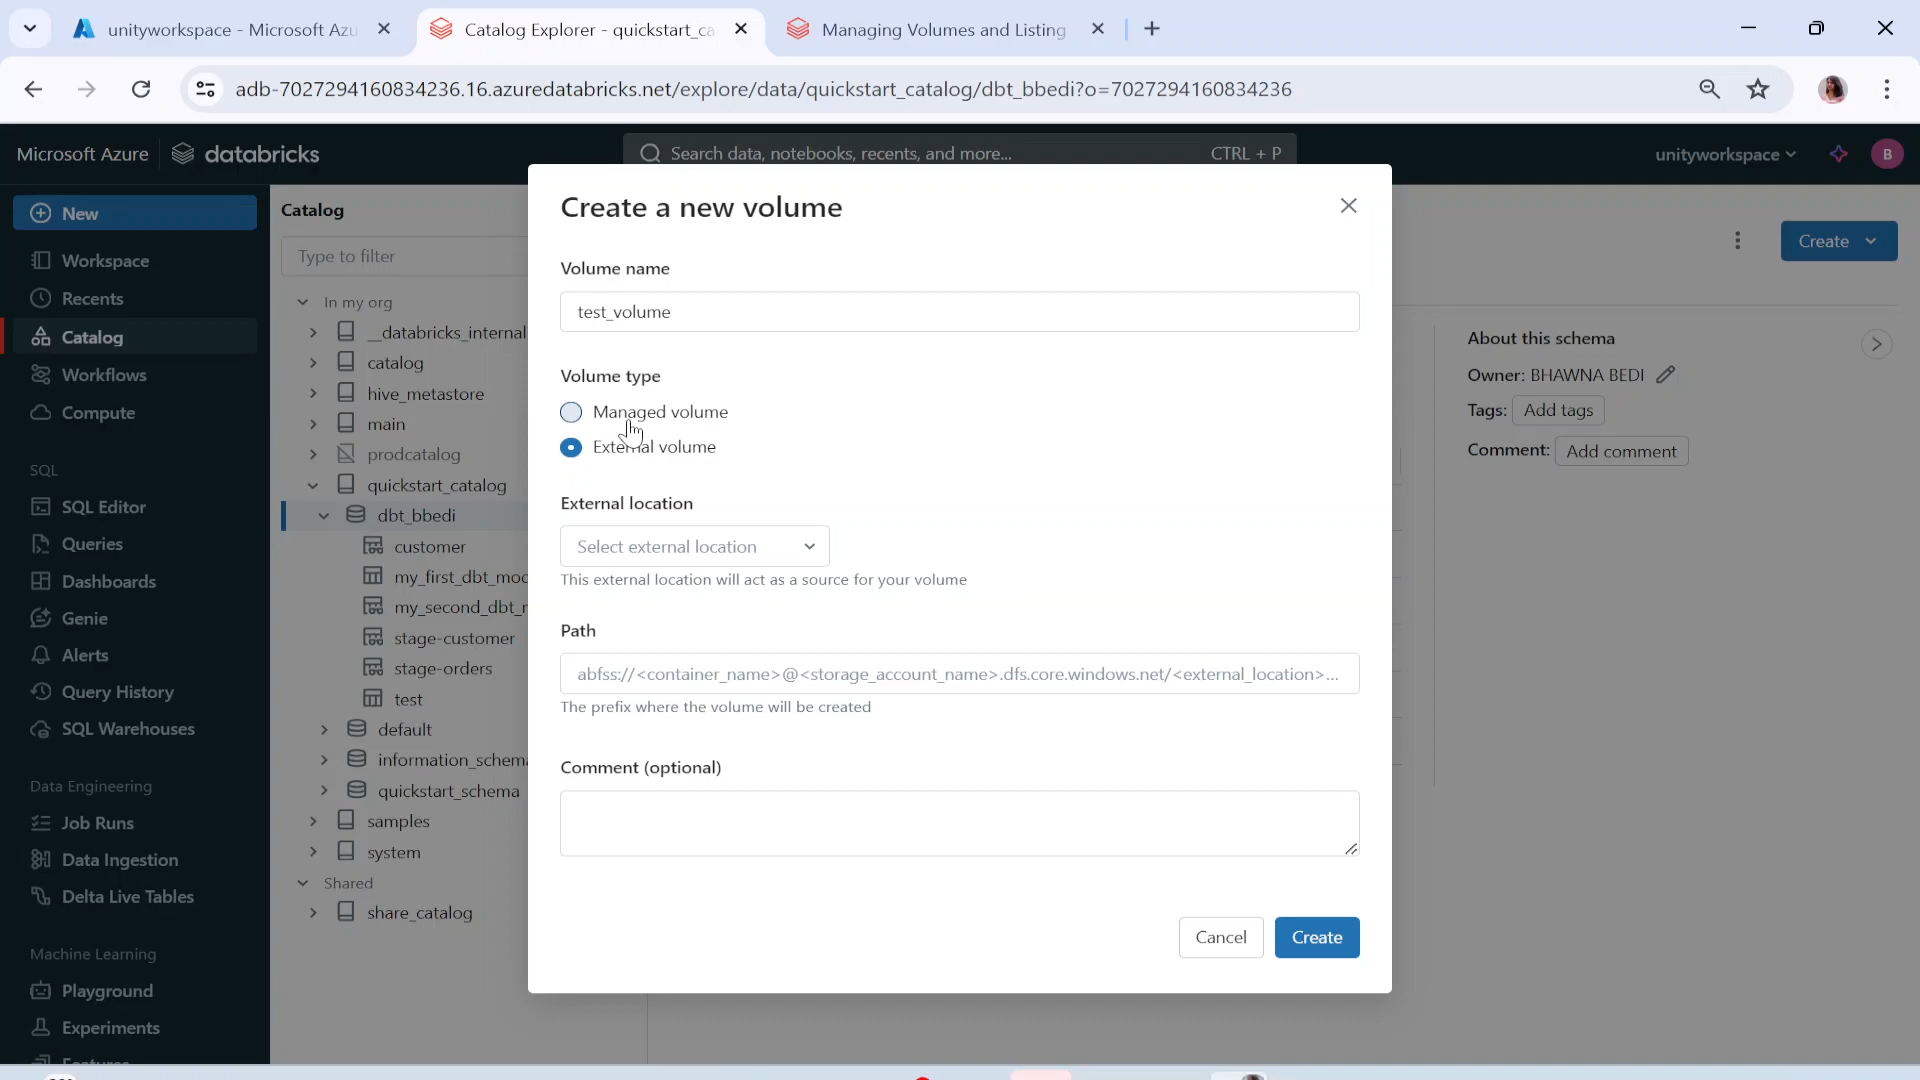 unityworkspace - Microsoft Azu
Catalog Explorer - quickstart_ca
Managing Volumes and Listing
adb-7027294160834236.16.azuredatabricks.net/explore/data/quickstart_catalog/dbt_bbedi?o=7027294160834236
Microsoft Azure
databricks
Search data, notebooks, recents, and more...
CTRL + P
unityworkspace
B
New
Workspace
Recents
Catalog
Workflows
Compute
SQL
SQL Editor
Queries
Dashboards
Genie
Alerts
Query History
SQL Warehouses
Data Engineering
Job Runs
Data Ingestion
Delta Live Tables
Machine Learning
Playground
Experiments
Catalog
Type to filter
In my org
__databricks_internal
catalog
hive_metastore
main
prodcatalog
quickstart_catalog
dbt_bbedi
customer
my_first_dbt_mod
my_second_dbt_r
stage-customer
stage-orders
test
default
information_schema
quickstart_schema
samples
system
Shared
share_catalog
Create a new volume
Volume name
test_volume
Volume type
Managed volume
External volume
External location
Select external location
This external location will act as a source for your volume
Path
abfss://<container_name>@<storage_account_name>.dfs.core.windows.net/<external_location>...
The prefix where the volume will be created
Comment (optional)
Cancel
Create
Create
About this schema
Owner: BHAWNA BEDI
Tags: Add tags
Comment: Add comment